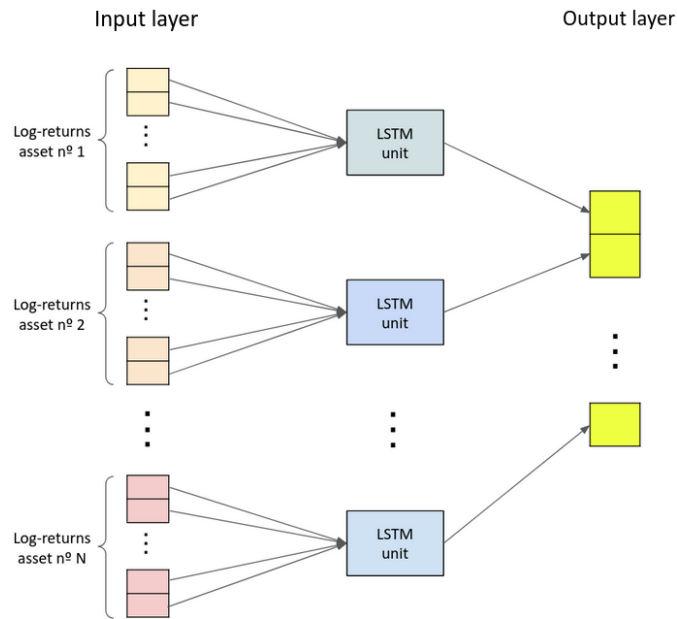 Input layer
Output layer
Log-returns
asset nº 1
LSTM
unit
Log-returns
asset nº 2
LSTM
unit
Log-returns
asset nº N
LSTM
unit